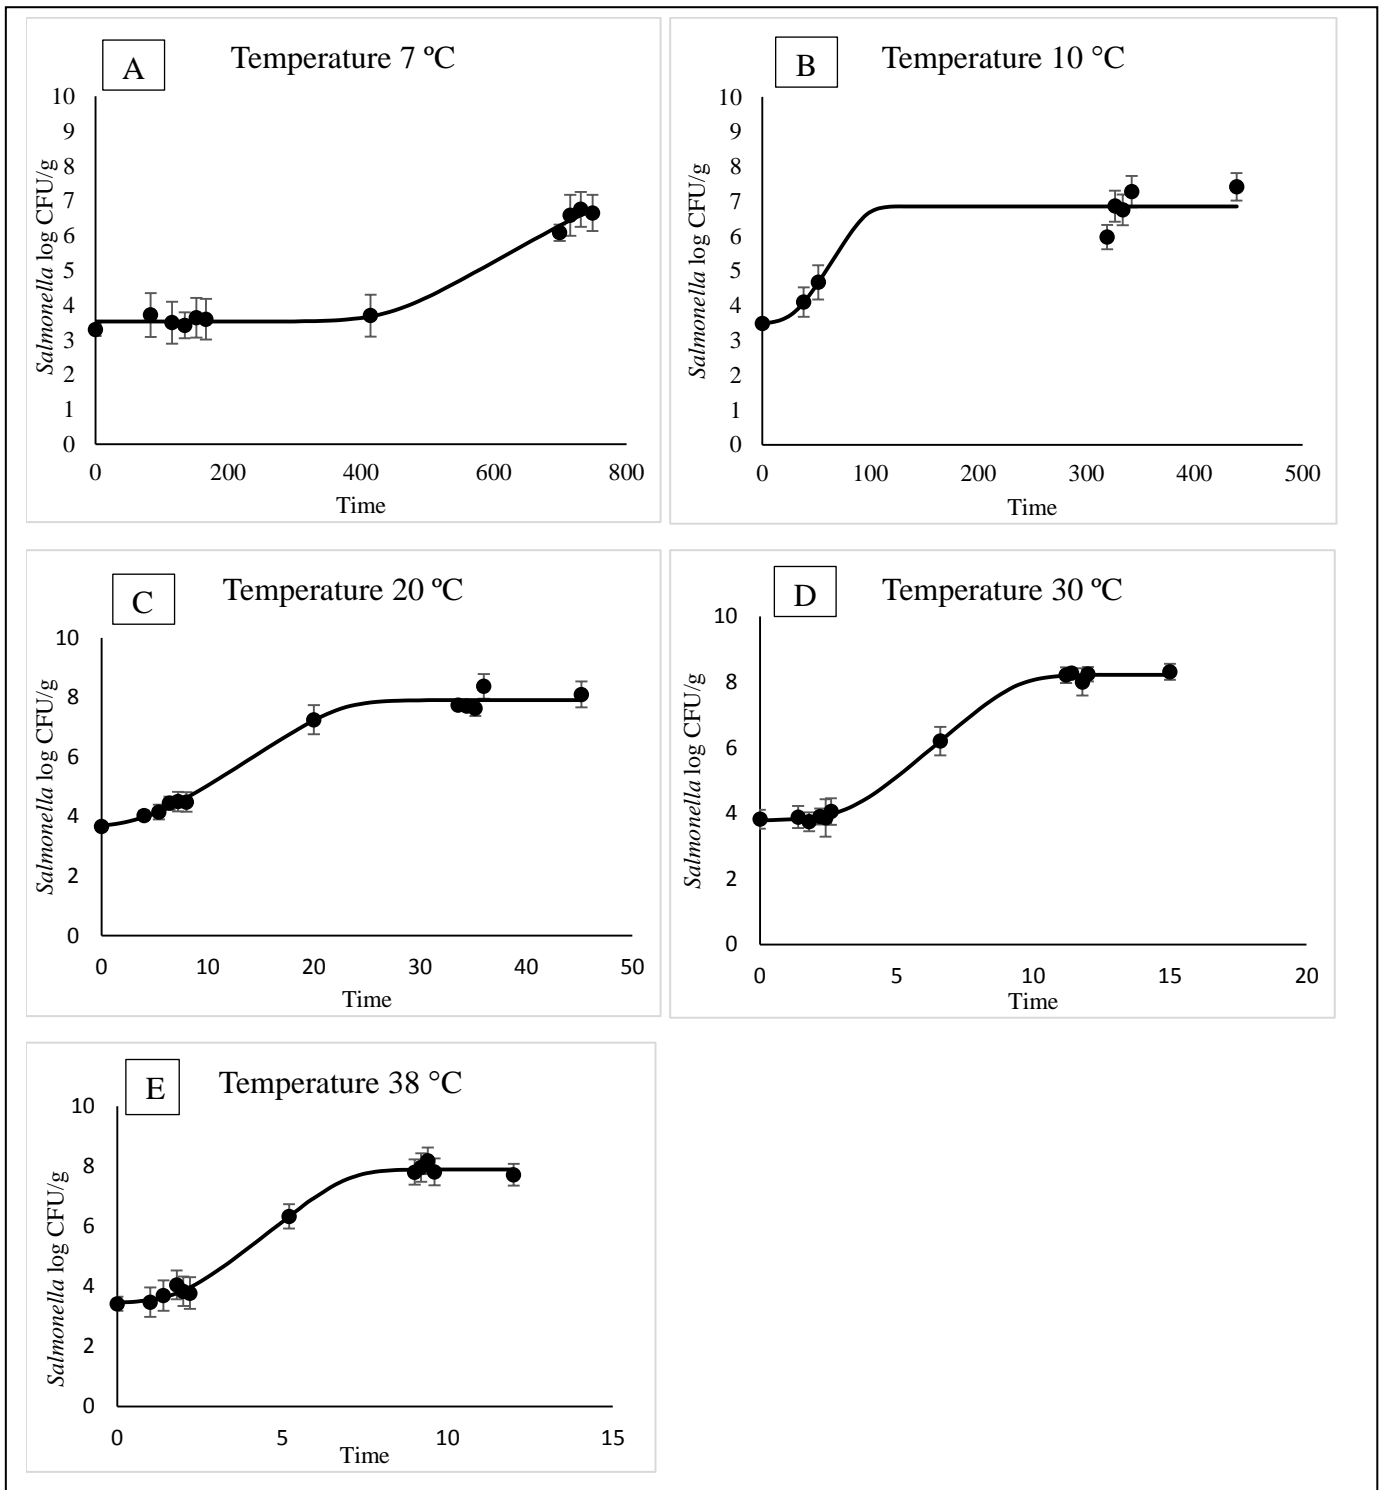 A
Temperature 7 ºC
10
9
8
7
6
5
4
3
2
1
0
Salmonella log CFU/g
0 200 400 600 800
Time
B
Temperature 10 °C
10
9
8
7
6
5
4
3
2
1
0
Salmonella log CFU/g
0 100 200 300 400 500
Time
C
Temperature 20 ºC
10
8
6
4
2
0
Salmonella log CFU/g
0 10 20 30 40 50
Time
D
Temperature 30 ºC
10
8
6
4
2
0
Salmonella log CFU/g
0 5 10 15 20
Time
E
Temperature 38 °C
10
8
6
4
2
0
Salmonella log CFU/g
0 5 10 15
Time